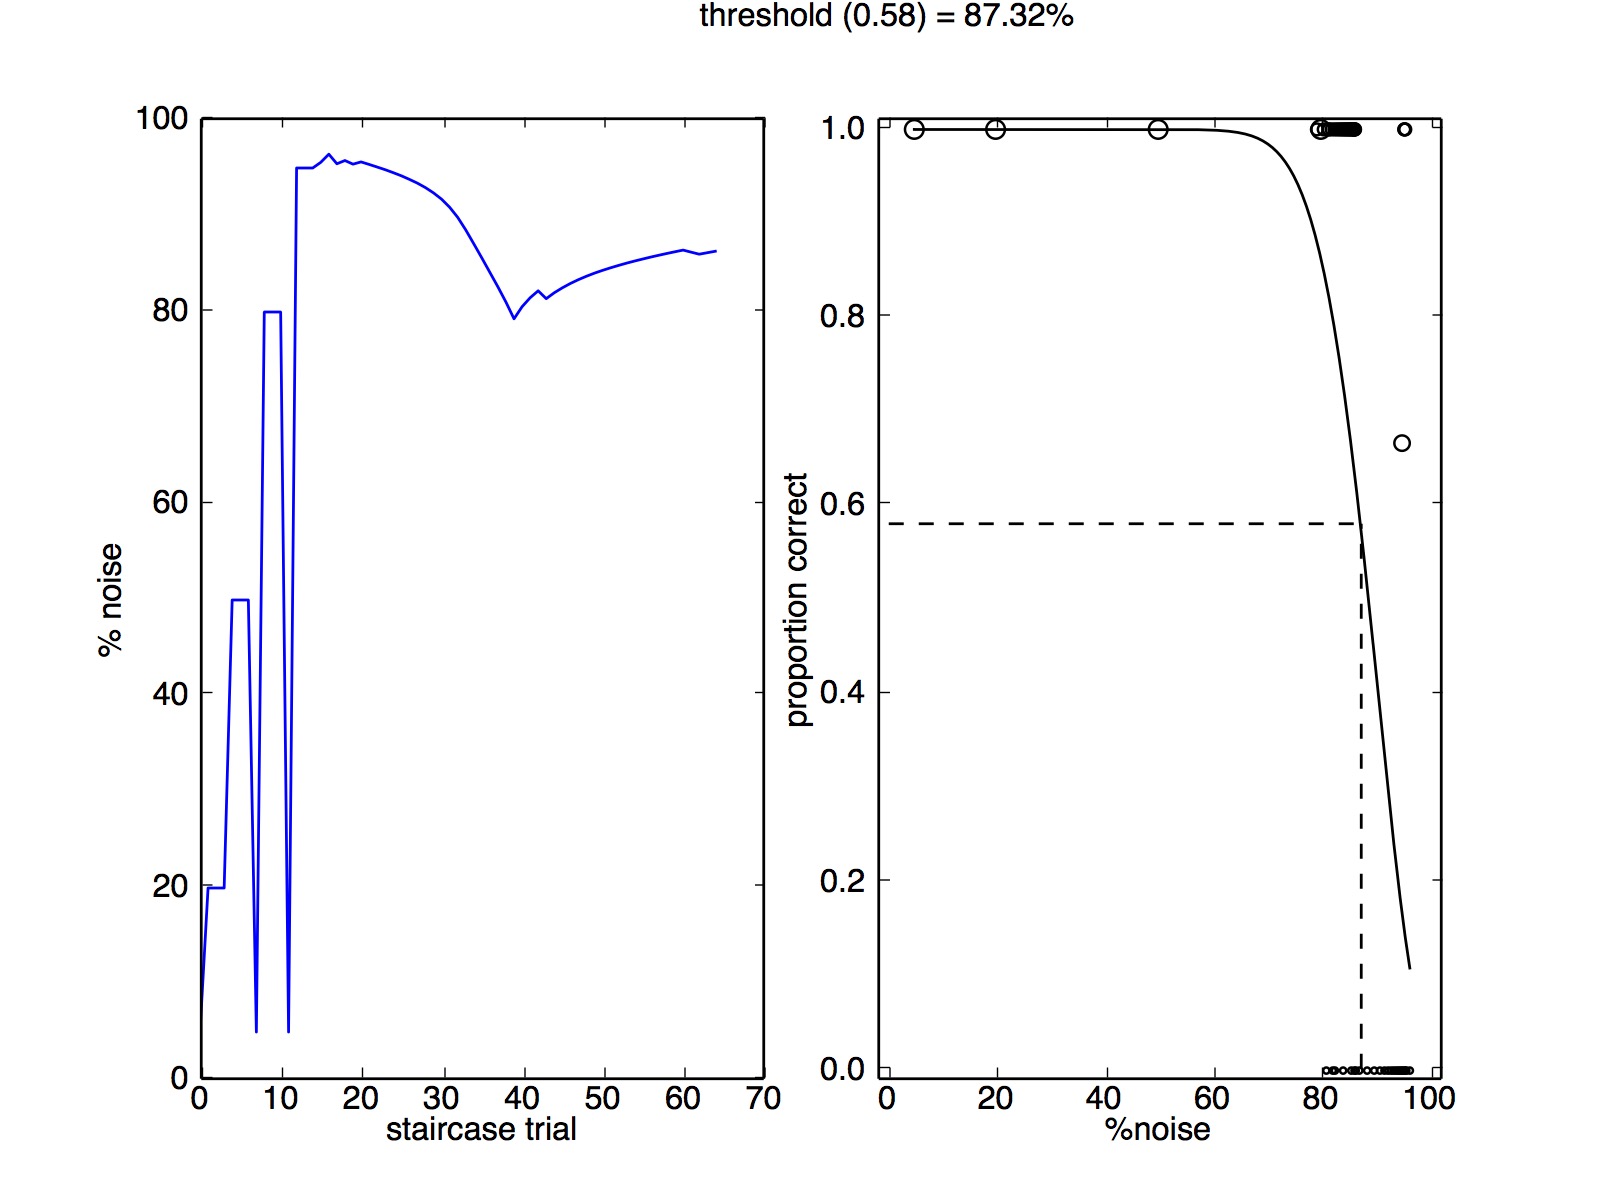 threshold (0.58) = 87.32%
100
80
60
40
20
0
% noise
0 10 20 30 40 50 60 70
staircase trial
1.0
0.8
0.6
0.4
0.2
0.0
proportion correct
0 20 40 60 80 100
%noise